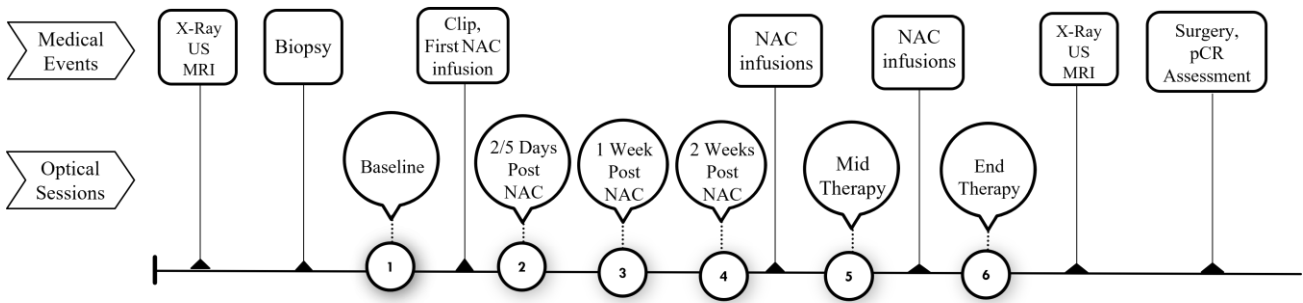 Medical
Events
X-Ray
US
MRI
Biopsy
Clip,
First NAC
infusion
NAC
infusions
NAC
infusions
X-Ray
US
MRI
Surgery,
pCR
Assessment
Optical
Sessions
Baseline
2/5 Days
Post
NAC
1 Week
Post
NAC
2 Weeks
Post
NAC
Mid
Therapy
End
Therapy
1
2
3
4
5
6